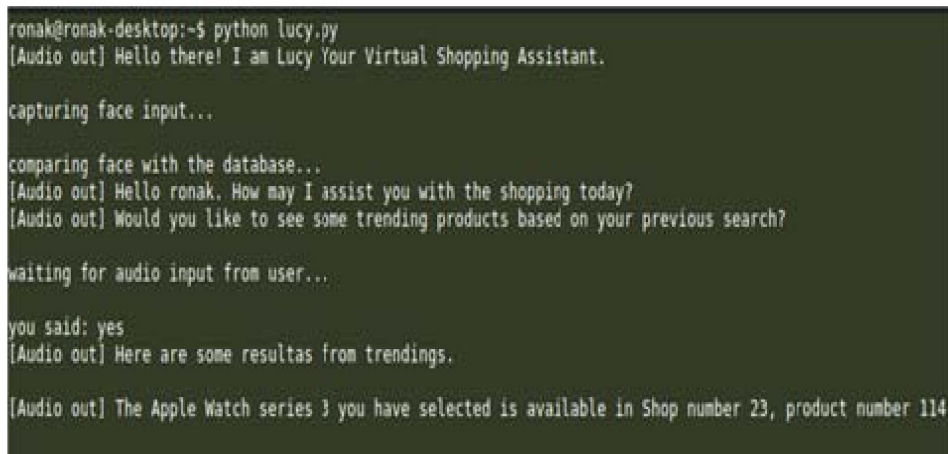 ronak@ronak-desktop:~$ python lucy.py
[Audio out] Hello there! I am Lucy Your Virtual Shopping Assistant.
capturing face input...
comparing face with the database...
[Audio out] Hello ronak. How may I assist you with the shopping today?
[Audio out] Would you like to see some trending products based on your previous search?
waiting for audio input from user...
you said: yes
[Audio out] Here are some resultas from trendings.
[Audio out] The Apple Watch series 3 you have selected is available in Shop number 23, product number 114